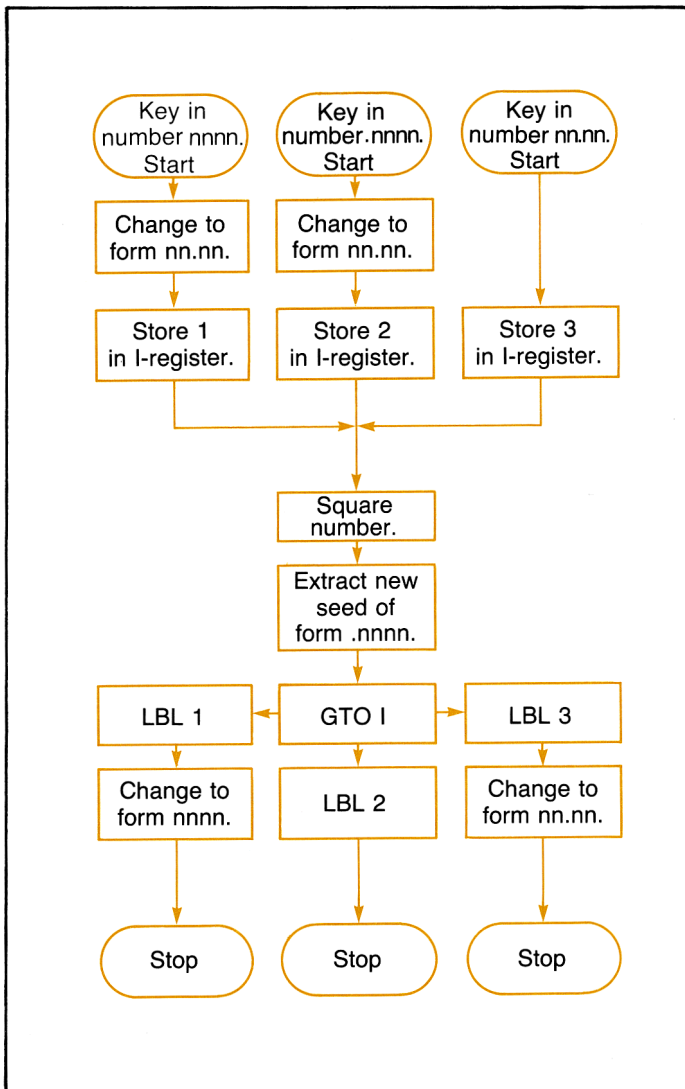 Key in
number nnnn.
Start
Key in
number.nnnn.
Start
Key in
number nn.nn.
Start
Change to
form nn.nn.
Change to
form nn.nn.
Store 1
in I-register.
Store 2
in I-register.
Store 3
in I-register.
Square
number.
Extract new
seed of
form .nnnn.
LBL 1
GTO I
LBL 3
Change to
form nnnn.
LBL 2
Change to
form nn.nn.
Stop
Stop
Stop